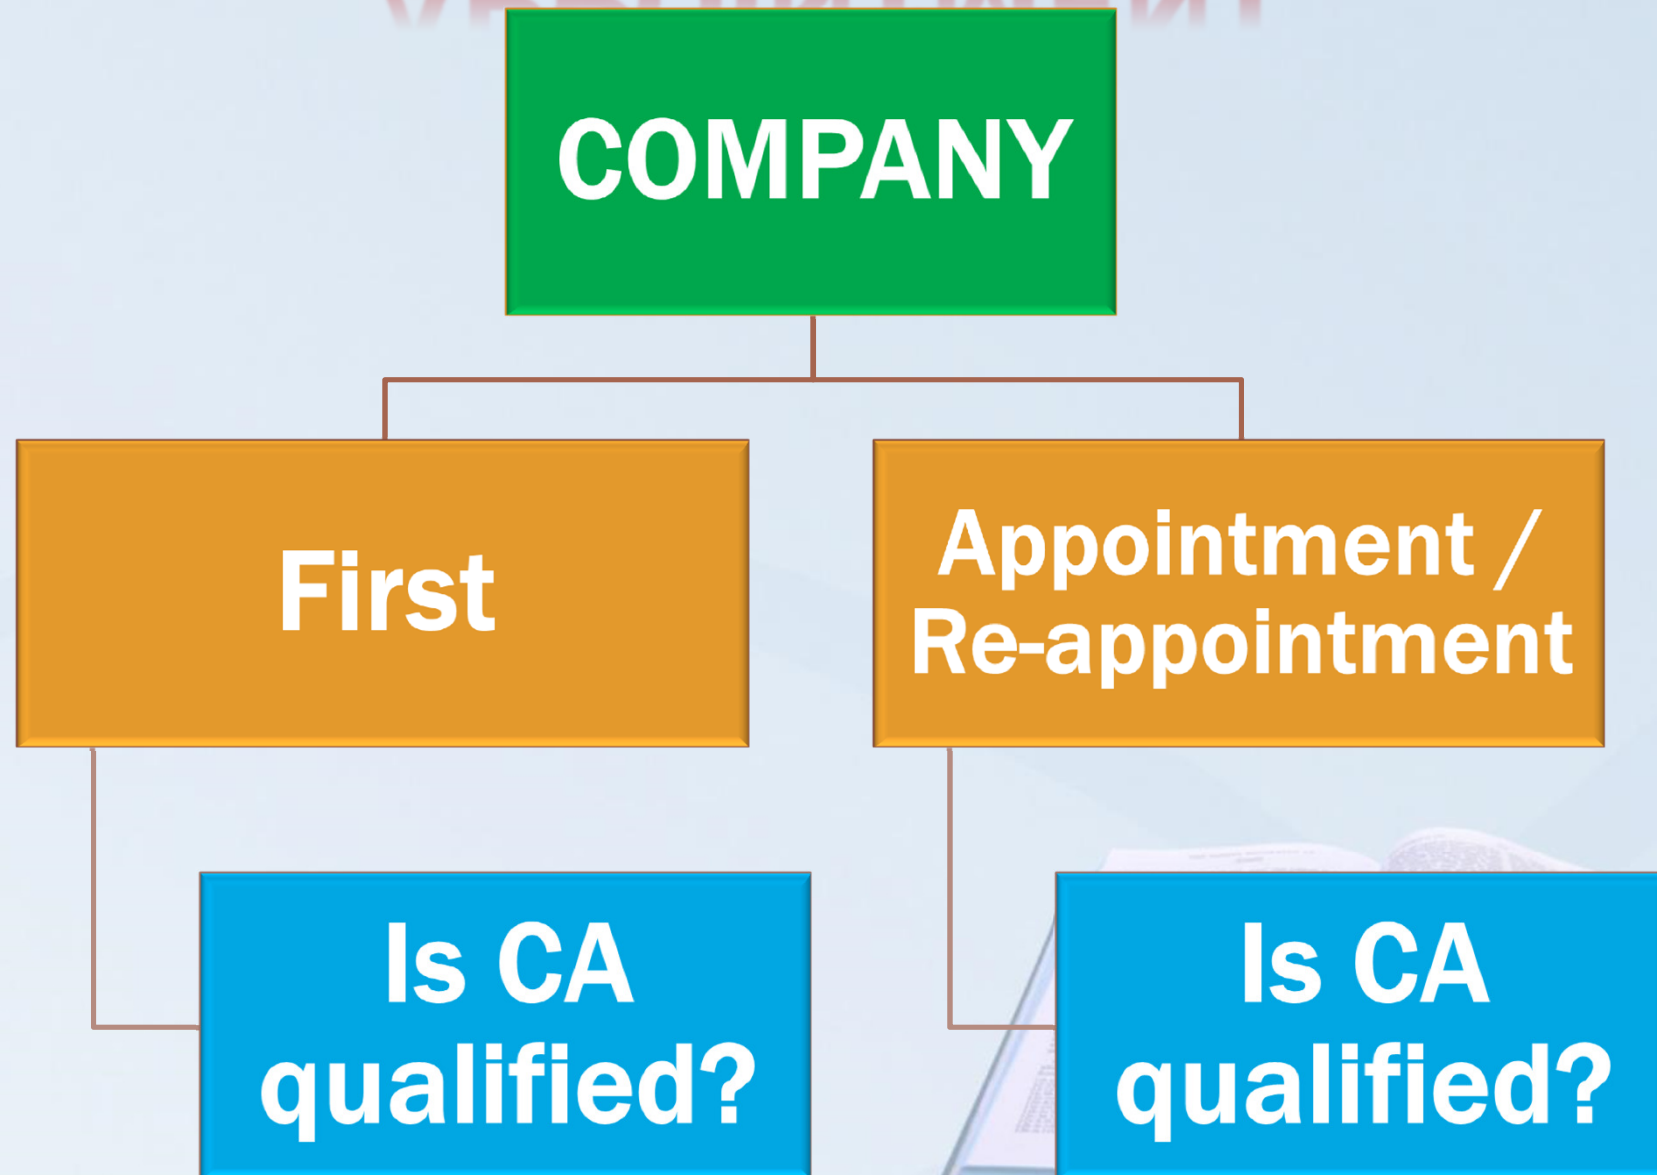 COMPANY
First
Appointment /
Re-appointment
Is CA
qualified?
Is CA
qualified?